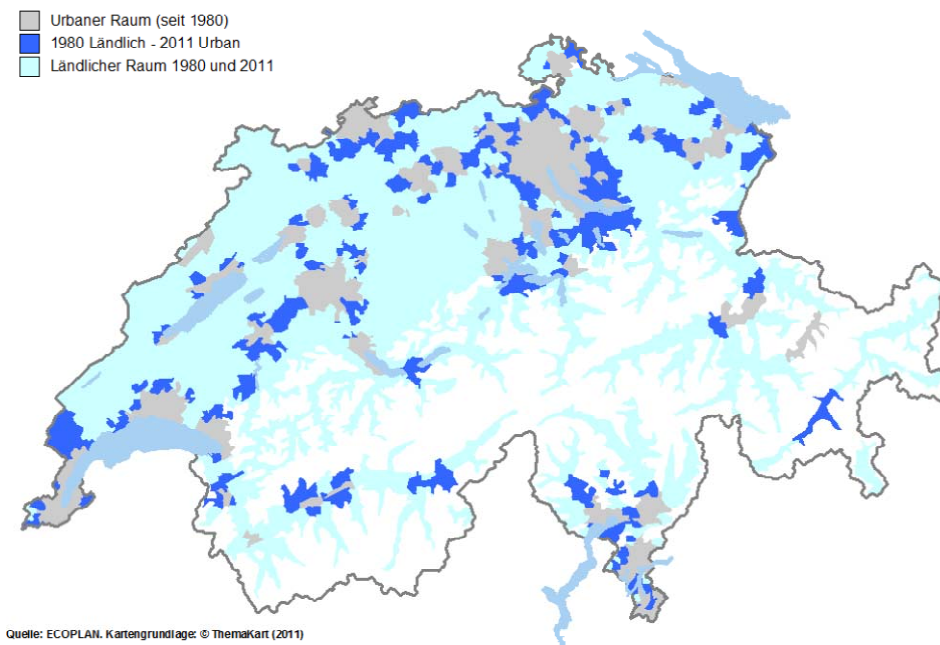 Urbaner Raum (seit 1980)
1980 Ländlich - 2011 Urban
Ländlicher Raum 1980 und 2011
Quelle: ECOPLAN. Kartengrundlage: © ThemaKart (2011)